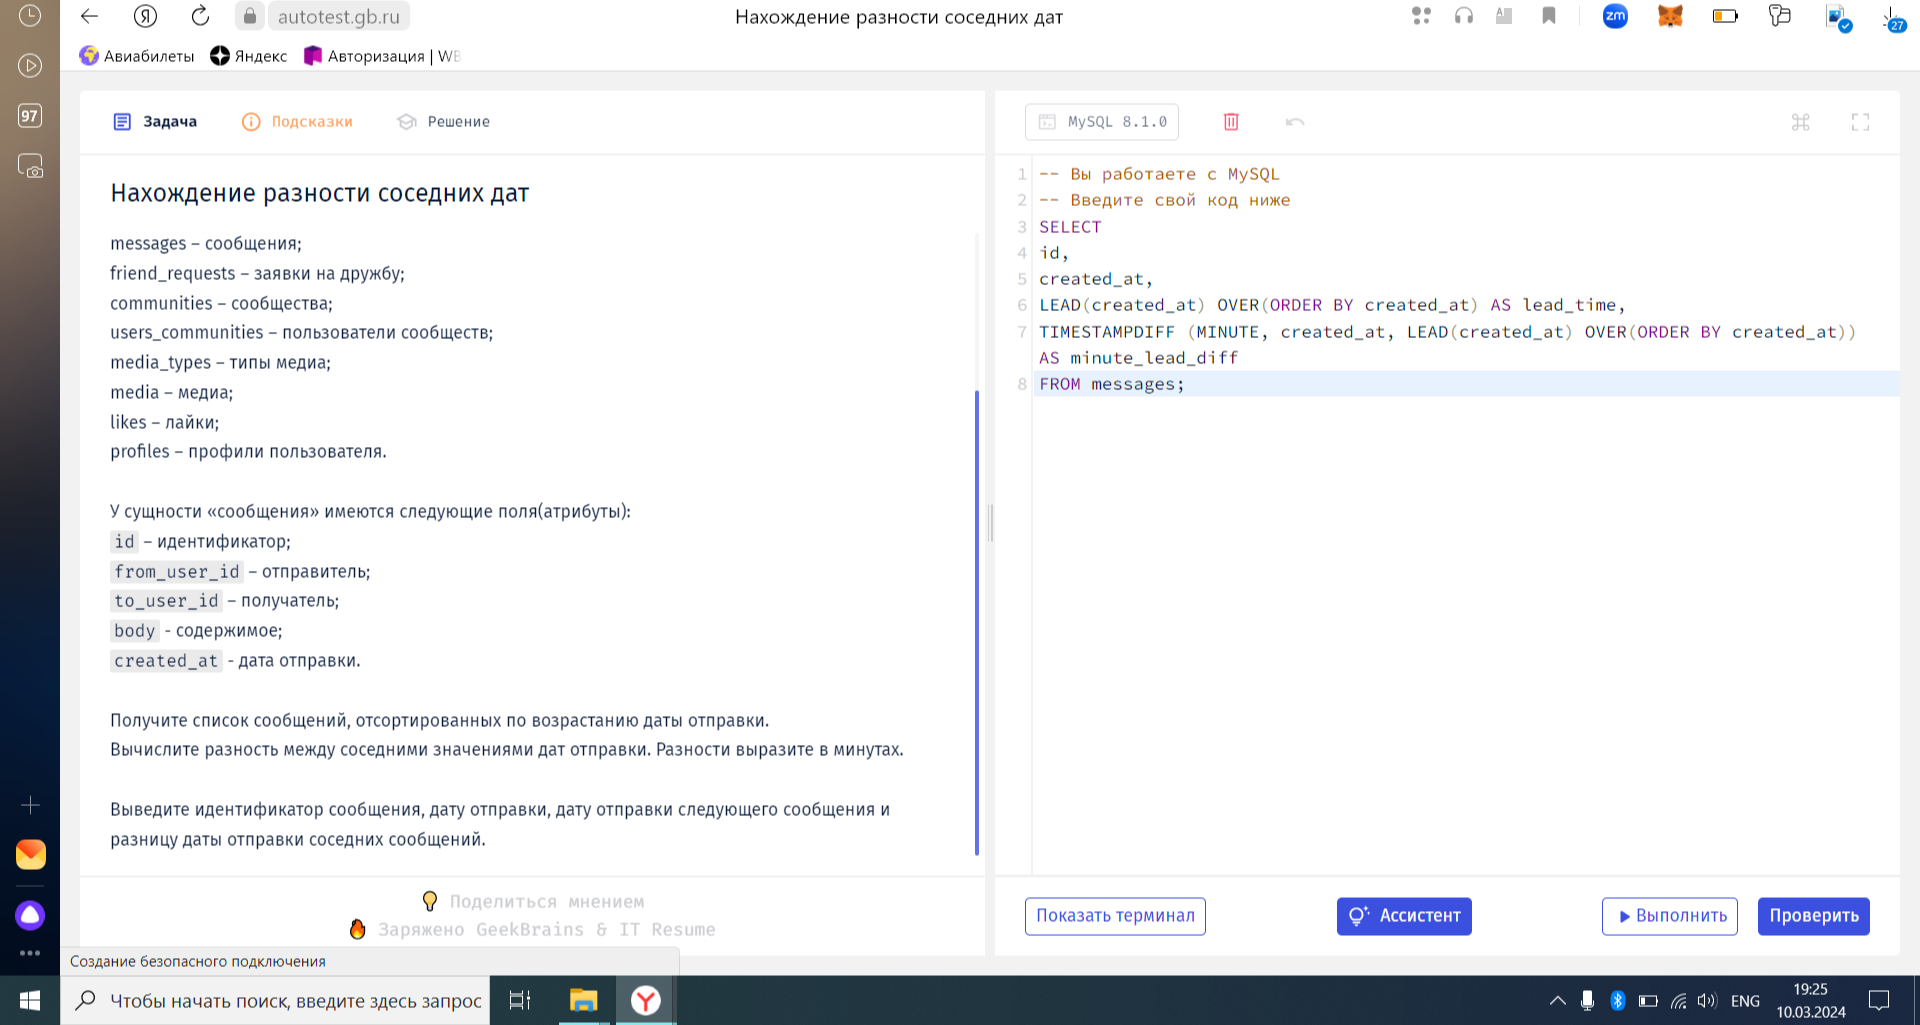 autotest.gb.ru
Нахождение разности соседних дат
zm
27
Авиабилеты
Яндекс
Авторизация | WB
97
Задача
Подсказки
Решение
Нахождение разности соседних дат
messages – сообщения;
friend_requests – заявки на дружбу;
communities – сообщества;
users_communities – пользователи сообществ;
media_types – типы медиа;
media – медиа;
likes – лайки;
profiles – профили пользователя.
У сущности «сообщения» имеются следующие поля(атрибуты):
id – идентификатор;
from_user_id – отправитель;
to_user_id – получатель;
body - содержимое;
created_at - дата отправки.
Получите список сообщений, отсортированных по возрастанию даты отправки.
Вычислите разность между соседними значениями дат отправки. Разности выразите в минутах.
Выведите идентификатор сообщения, дату отправки, дату отправки следующего сообщения и
разницу даты отправки соседних сообщений.
Поделиться мнением
Заряжено GeekBrains & IT Resume
MySQL 8.1.0
1 -- Вы работаете с MySQL
2 -- Введите свой код ниже
3 SELECT
4 id,
5 created_at,
6 LEAD(created_at) OVER(ORDER BY created_at) AS lead_time,
7 TIMESTAMPDIFF (MINUTE, created_at, LEAD(created_at) OVER(ORDER BY created_at))
AS minute_lead_diff
8 FROM messages;
Показать терминал
Ассистент
Выполнить
Проверить
Создание безопасного подключения
Чтобы начать поиск, введите здесь запрос
ENG
19:25
10.03.2024